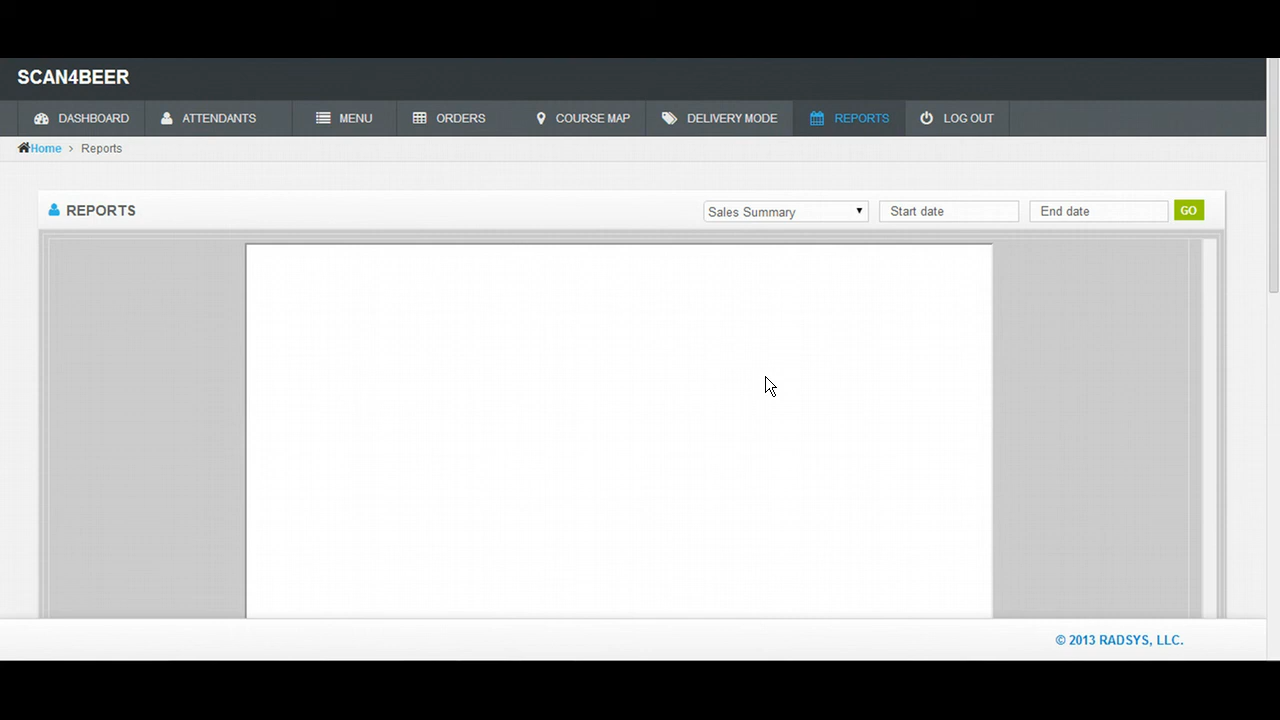 SCAN4BEER
DASHBOARD ATTENDANTS MENU ORDERS COURSE MAP DELIVERY MODE REPORTS LOG OUT
Home › Reports
REPORTS Sales Summary Start date End date GO
© 2013 RADSYS, LLC.